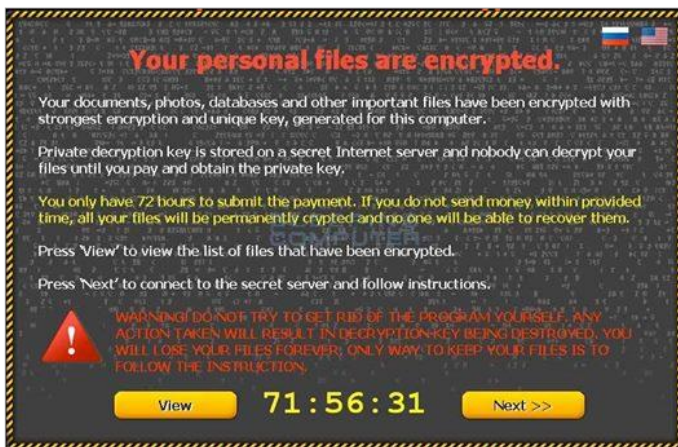 Your personal files are encrypted.
Your documents, photos, databases and other important files have been encrypted with
strongest encryption and unique key, generated for this computer.
Private decryption key is stored on a secret Internet server and nobody can decrypt your
files until you pay and obtain the private key.
You only have 72 hours to submit the payment. If you do not send money within provided
time, all your files will be permanently crypted and no one will be able to recover them.
COMPUTER
Press 'View' to view the list of files that have been encrypted.
Press 'Next' to connect to the secret server and follow instructions.
WARNING! DO NOT TRY TO GET RID OF THE PROGRAM YOURSELF. ANY
ACTION TAKEN WILL RESULT IN DECRYPTION KEY BEING DESTROYED. YOU
WILL LOSE YOUR FILES FOREVER. ONLY WAY TO KEEP YOUR FILES IS TO
FOLLOW THE INSTRUCTION.
View 71:56:31 Next >>